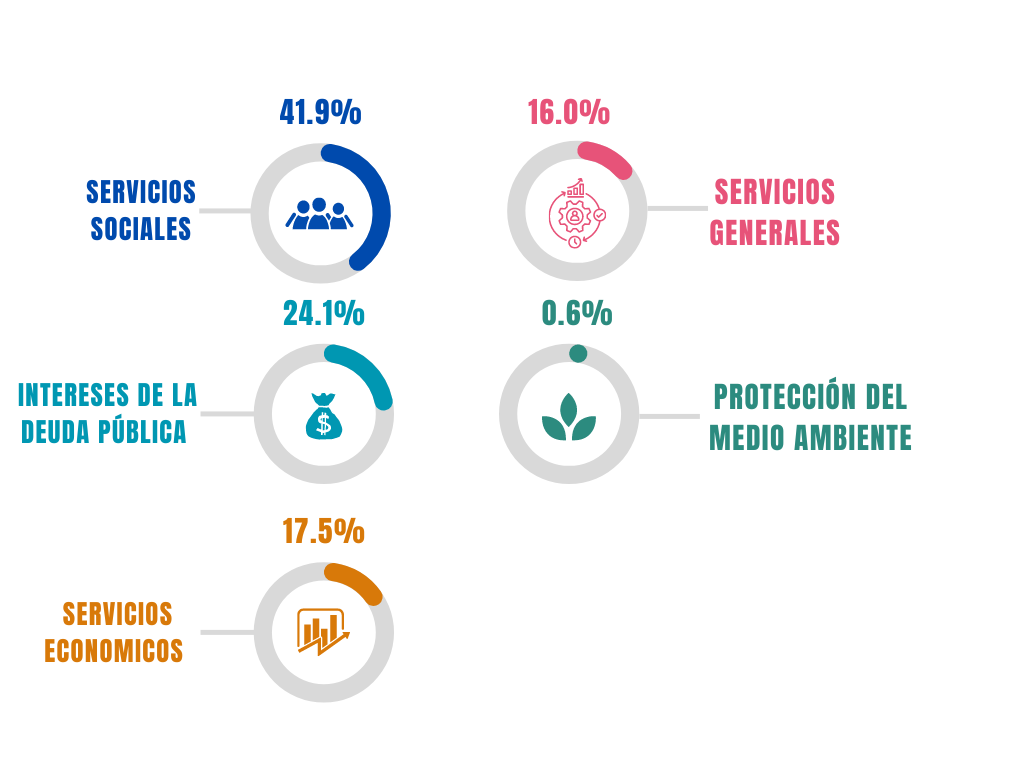 41.9%
SERVICIOS
SOCIALES
16.0%
SERVICIOS
GENERALES
24.1%
INTERESES DE LA
DEUDA PÚBLICA
$
0.6%
PROTECCIÓN DEL
MEDIO AMBIENTE
17.5%
SERVICIOS
ECONOMICOS